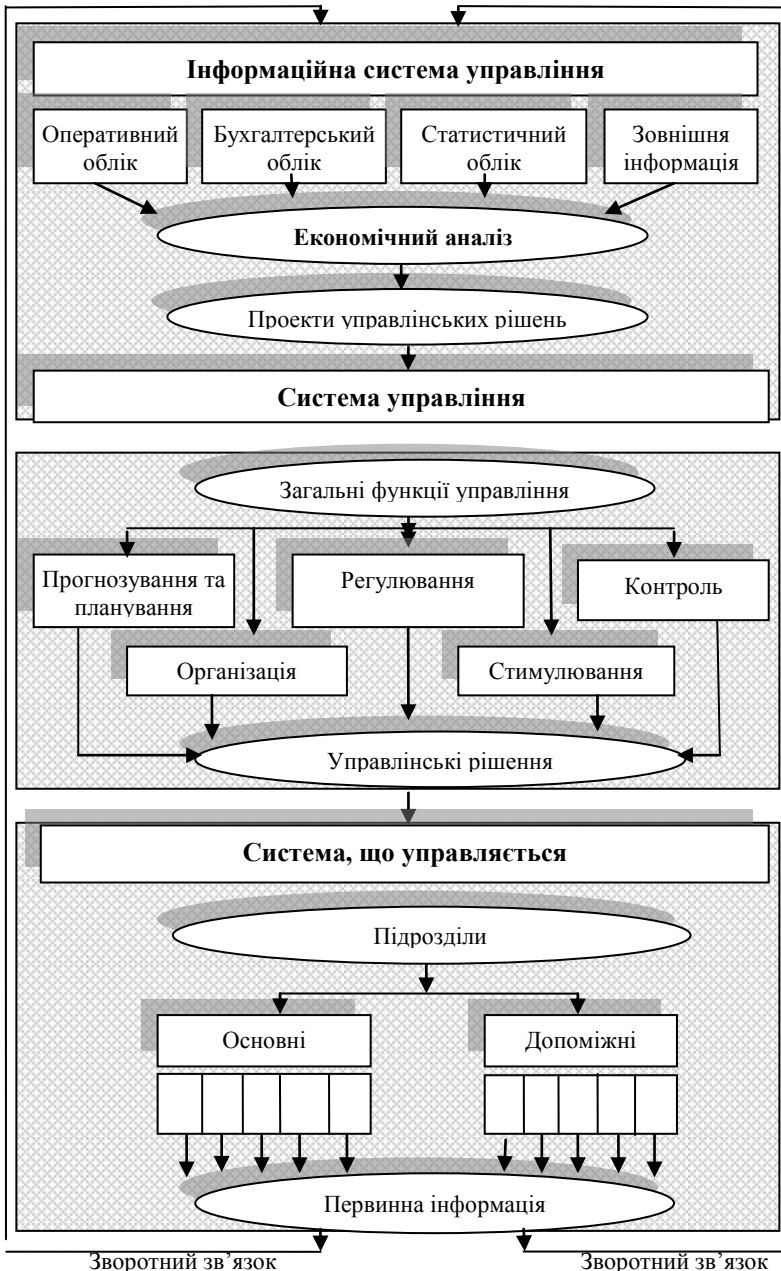 Інформаційна система управління
Оперативний
облік
Бухгалтерський
облік
Статистичний
облік
Зовнішня
інформація
Економічний аналіз
Проекти управлінських рішень
Система управління
Загальні функції управління
Прогнозування та
планування
Регулювання
Контроль
Організація
Стимулювання
Управлінські рішення
Система, що управляється
Підрозділи
Основні
Допоміжні
Первинна інформація
Зворотний зв’язок
Зворотний зв’язок